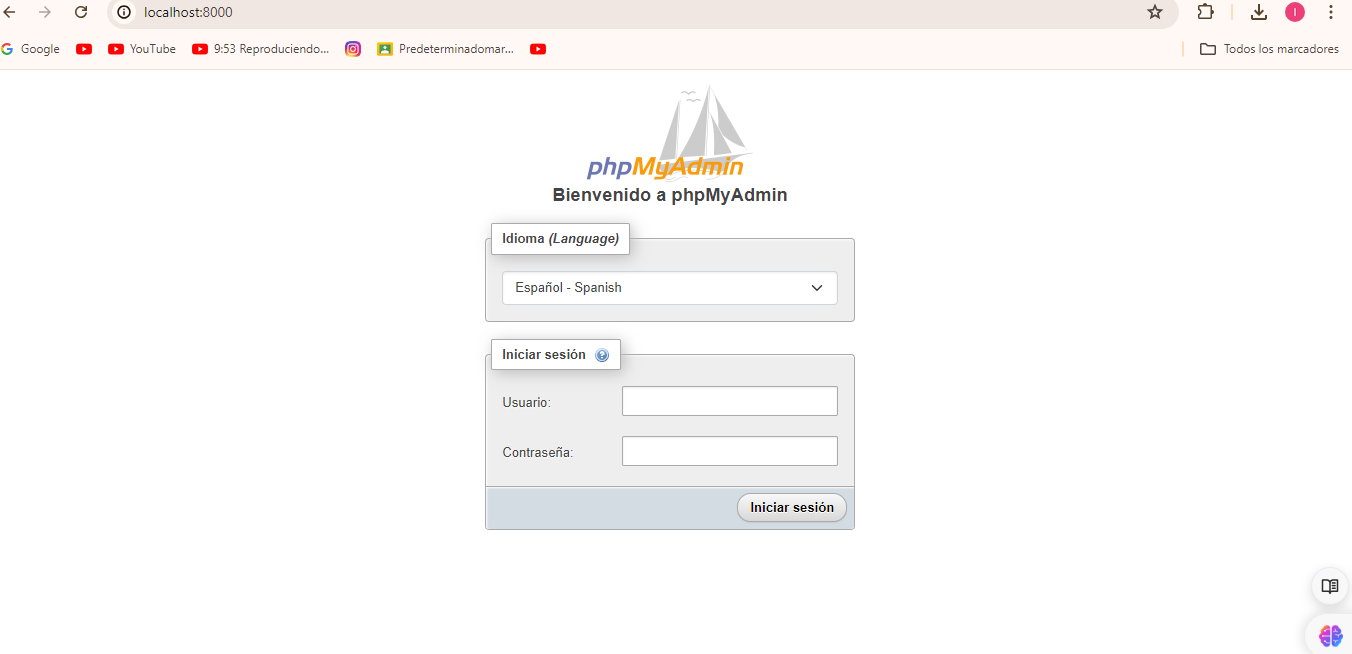 localhost:8000
I
Google
YouTube
9:53 Reproduciendo...
Predeterminadomar...
Todos los marcadores
phpMyAdmin
Bienvenido a phpMyAdmin
Idioma (Language)
Español - Spanish
Iniciar sesión
Usuario:
Contraseña:
Iniciar sesión